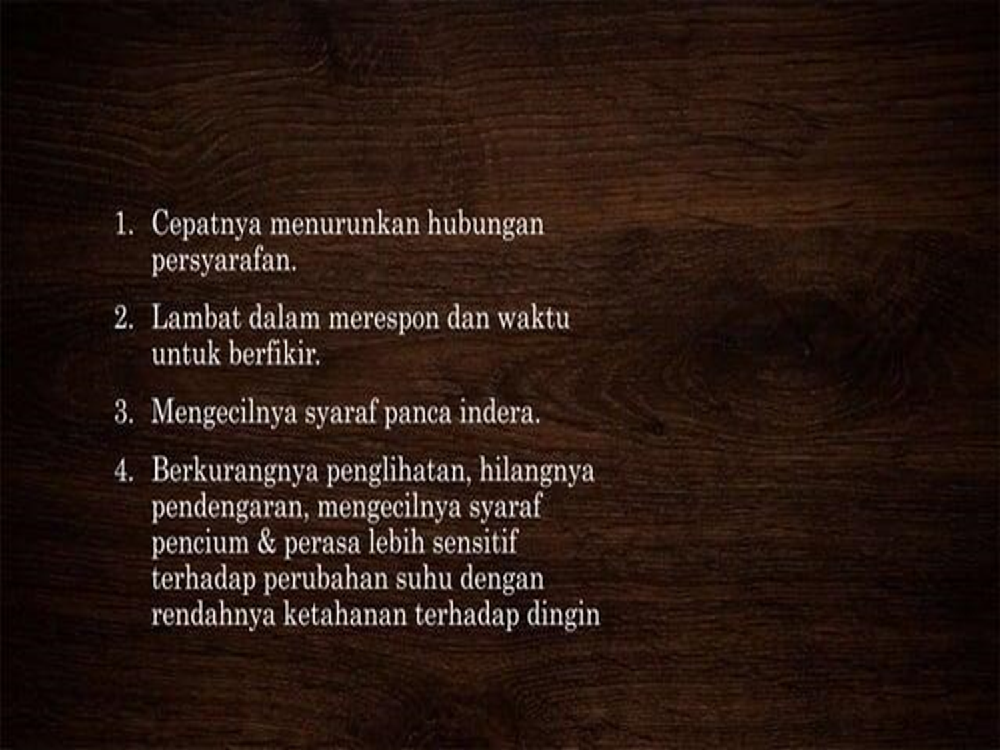 1. Cepatnya menurunkan hubungan
persyarafan.
2. Lambat dalam merespon dan waktu
untuk berfikir.
3. Mengecilnya syaraf panca indera.
4. Berkurangnya penglihatan, hilangnya
pendengaran, mengecilnya syaraf
pencium & perasa lebih sensitif
terhadap perubahan suhu dengan
rendahnya ketahanan terhadap dingin